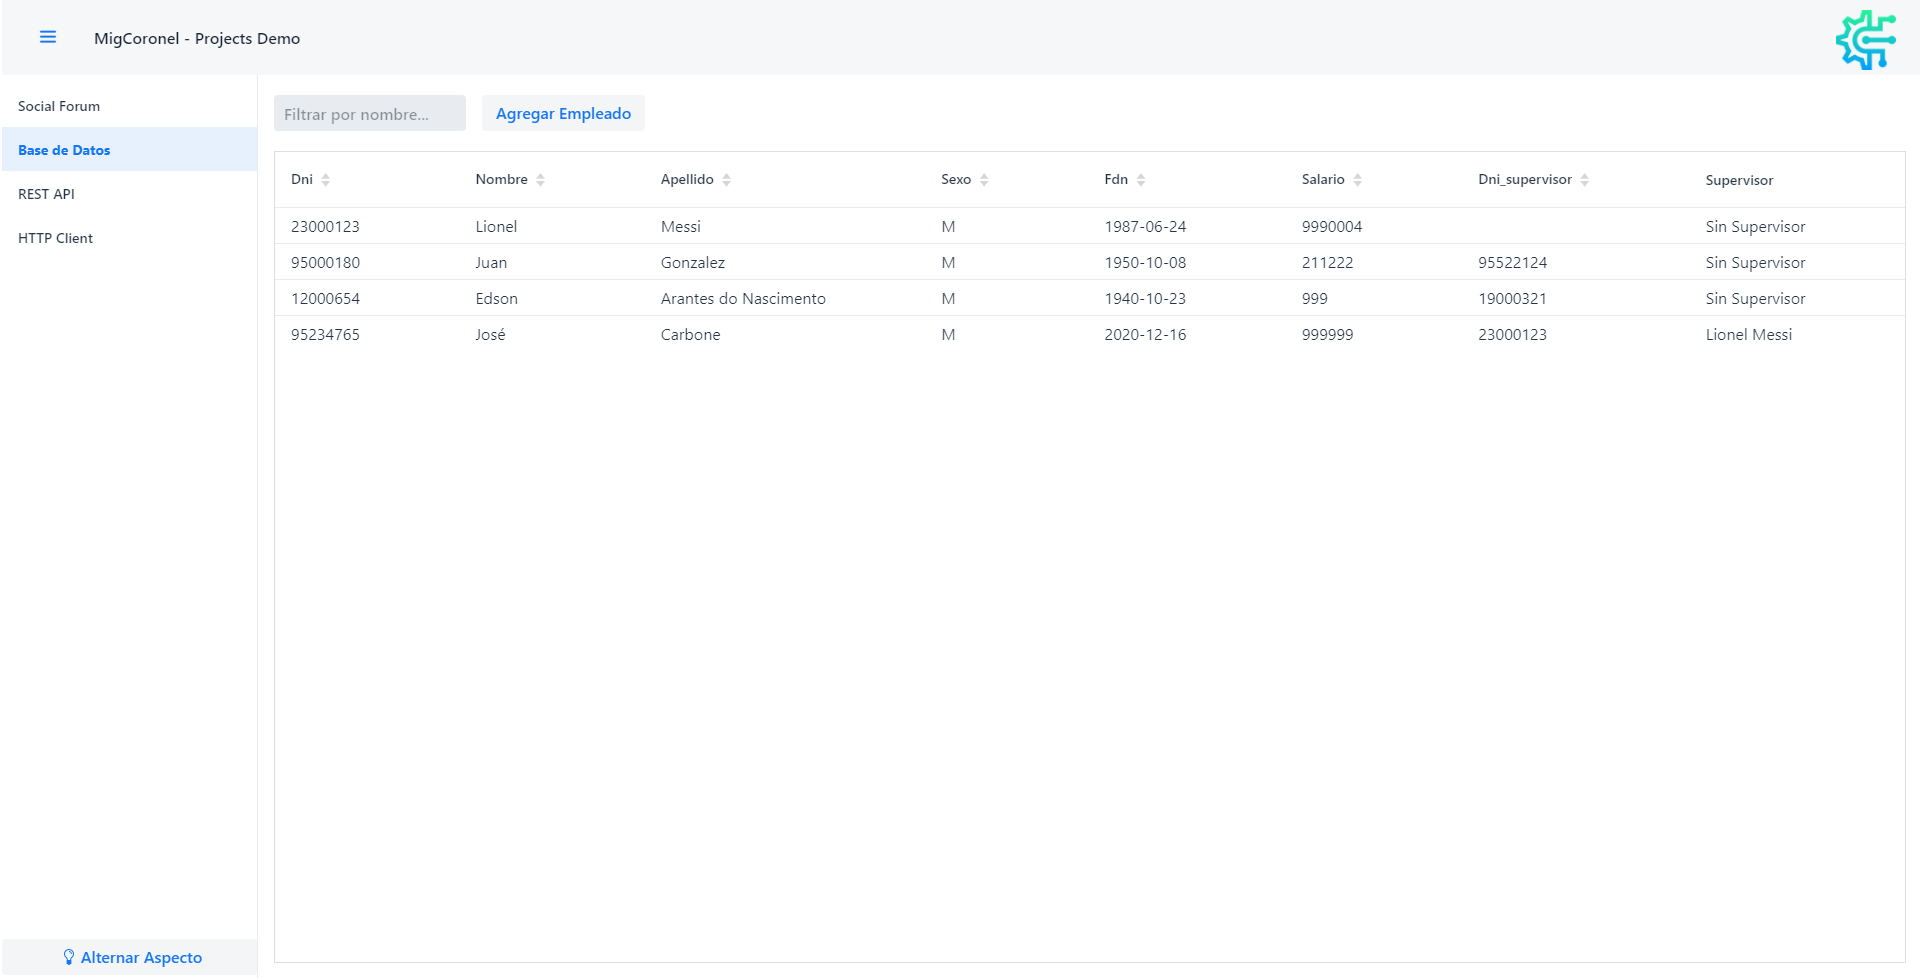 MigCoronel - Projects Demo
Social Forum
Base de Datos
REST API
HTTP Client
Alternar Aspecto
Filtrar por nombre... Agregar Empleado
Dni Nombre Apellido Sexo Fdn Salario Dni_supervisor Supervisor
23000123 Lionel Messi M 1987-06-24 9990004 Sin Supervisor
95000180 Juan Gonzalez M 1950-10-08 211222 95522124 Sin Supervisor
12000654 Edson Arantes do Nascimento M 1940-10-23 999 19000321 Sin Supervisor
95234765 José Carbone M 2020-12-16 999999 23000123 Lionel Messi